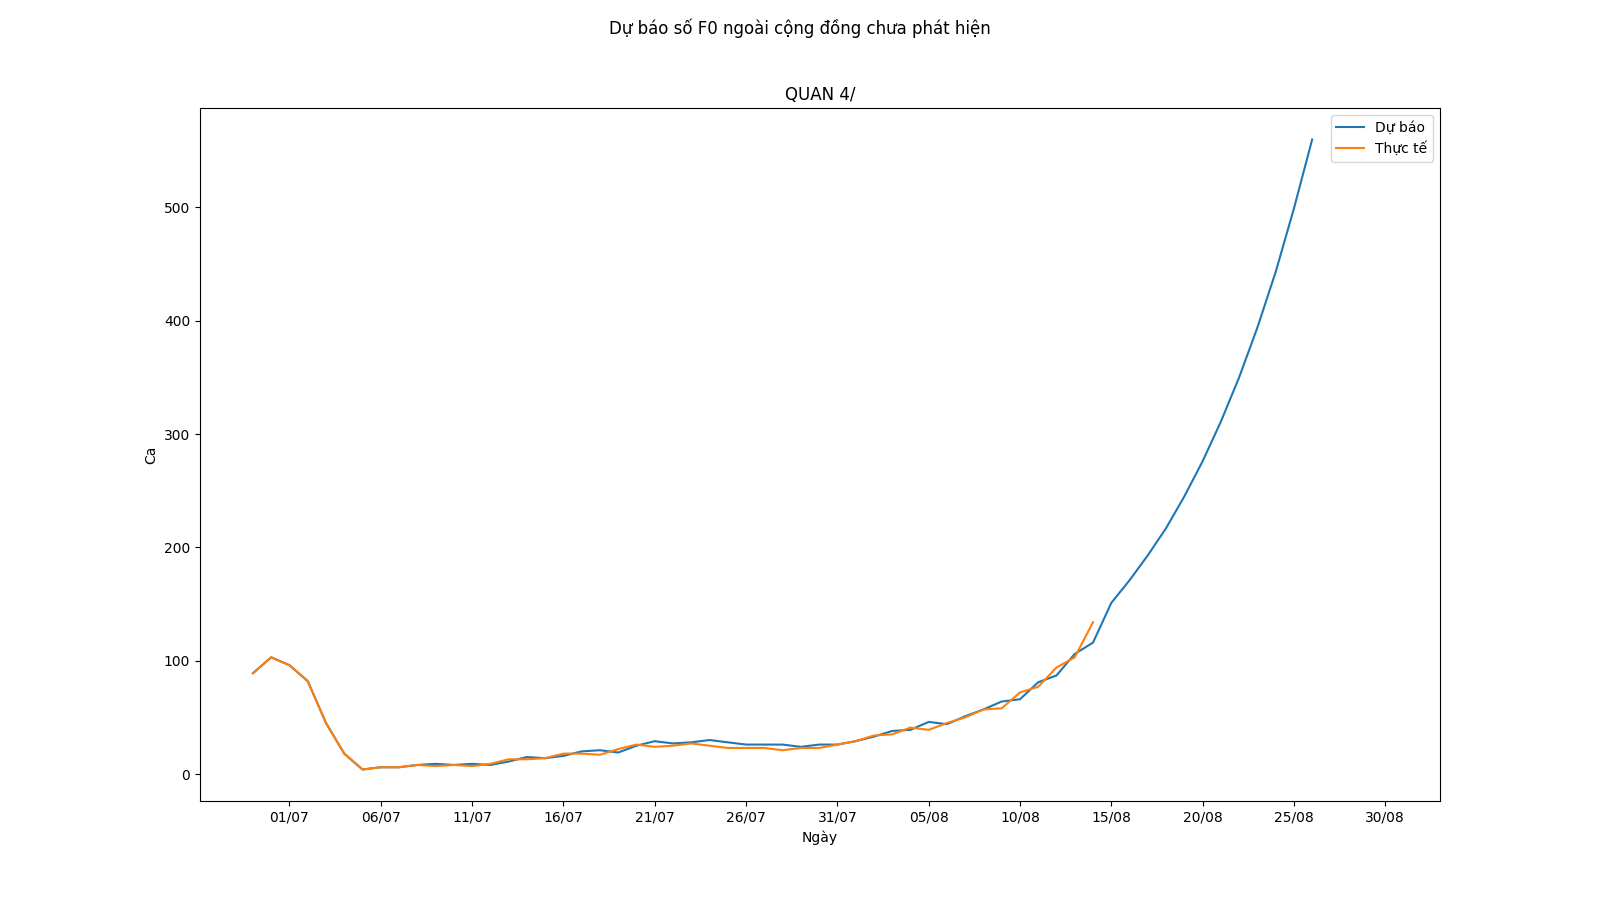 Dự báo số F0 ngoài cộng đồng chưa phát hiện
QUAN 4/
Dự báo
Thực tế
500
400
300
200
100
0
Ca
01/07 06/07 11/07 16/07 21/07 26/07 31/07 05/08 10/08 15/08 20/08 25/08 30/08
Ngày